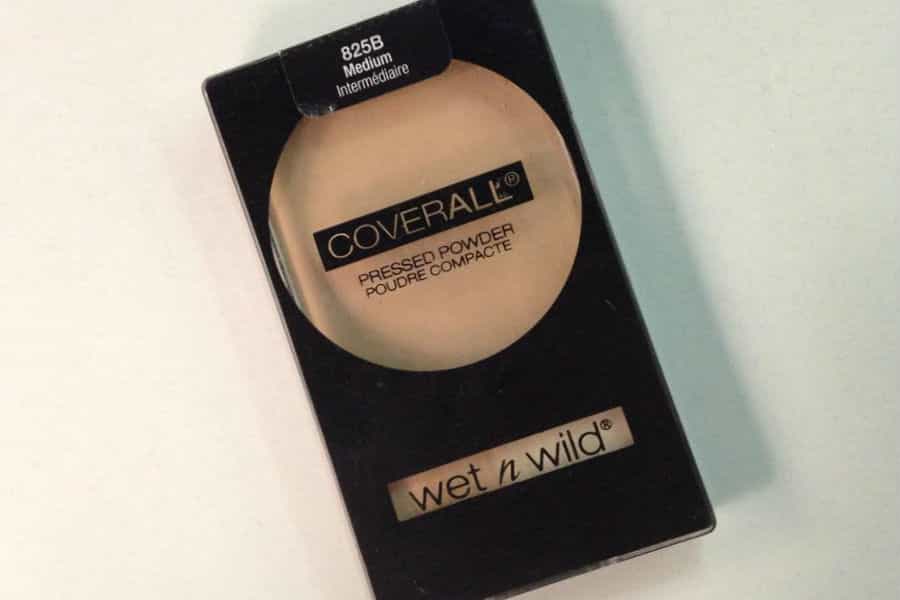 825B
Medium
Intermédiaire
COVERALL®
PRESSED POWDER
POUDRE COMPACTE
wet n wild®